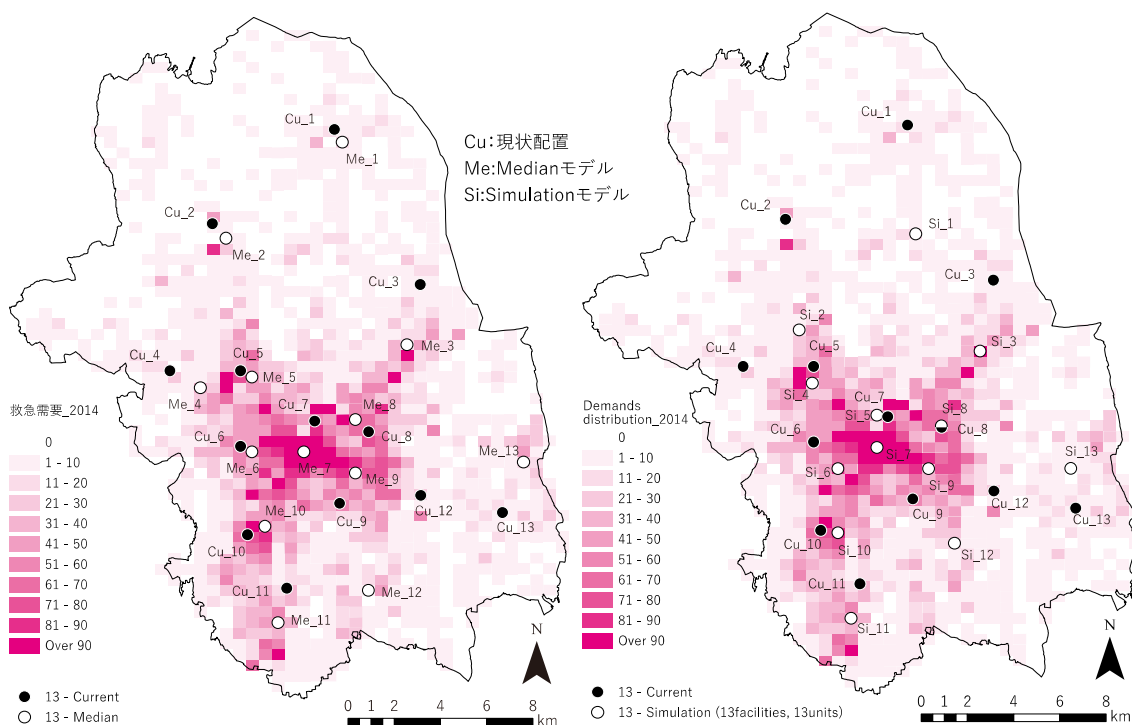 Cu_1
Me_1
Cu_2
Me_2
Cu_3
Me_3
Cu_4
Cu_5
Me_5
Me_4
Cu_7
Me_8
Cu_8
Cu_6
Me_6
Me_7
Me_9
Me_13
Me_10
Cu_9
Cu_12
Cu_13
Cu_10
Cu_11
Me_12
Me_11
救急需要_2014
0
1 - 10
11 - 20
21 - 30
31 - 40
41 - 50
51 - 60
61 - 70
71 - 80
81 - 90
Over 90
13 - Current
13 - Median
N
0 2 4 6 8
km
Cu:現状配置
Me:Medianモデル
Si:Simulationモデル
Cu_1
Cu_2
Si_1
Cu_3
Si_2
Cu_5
Si_3
Cu_4
Si_4
Cu_7
Si_5
Si_8
Cu_8
Cu_6
Si_7
Si_6
Si_9
Si_13
Cu_9
Cu_12
Cu_13
Cu_10
Si_10
Si_12
Cu_11
Si_11
Demands
distribution_2014
0
1 - 10
11 - 20
21 - 30
31 - 40
41 - 50
51 - 60
61 - 70
71 - 80
81 - 90
Over 90
13 - Current
13 - Simulation (13facilities, 13units)
N
0 2 4 6 8
km